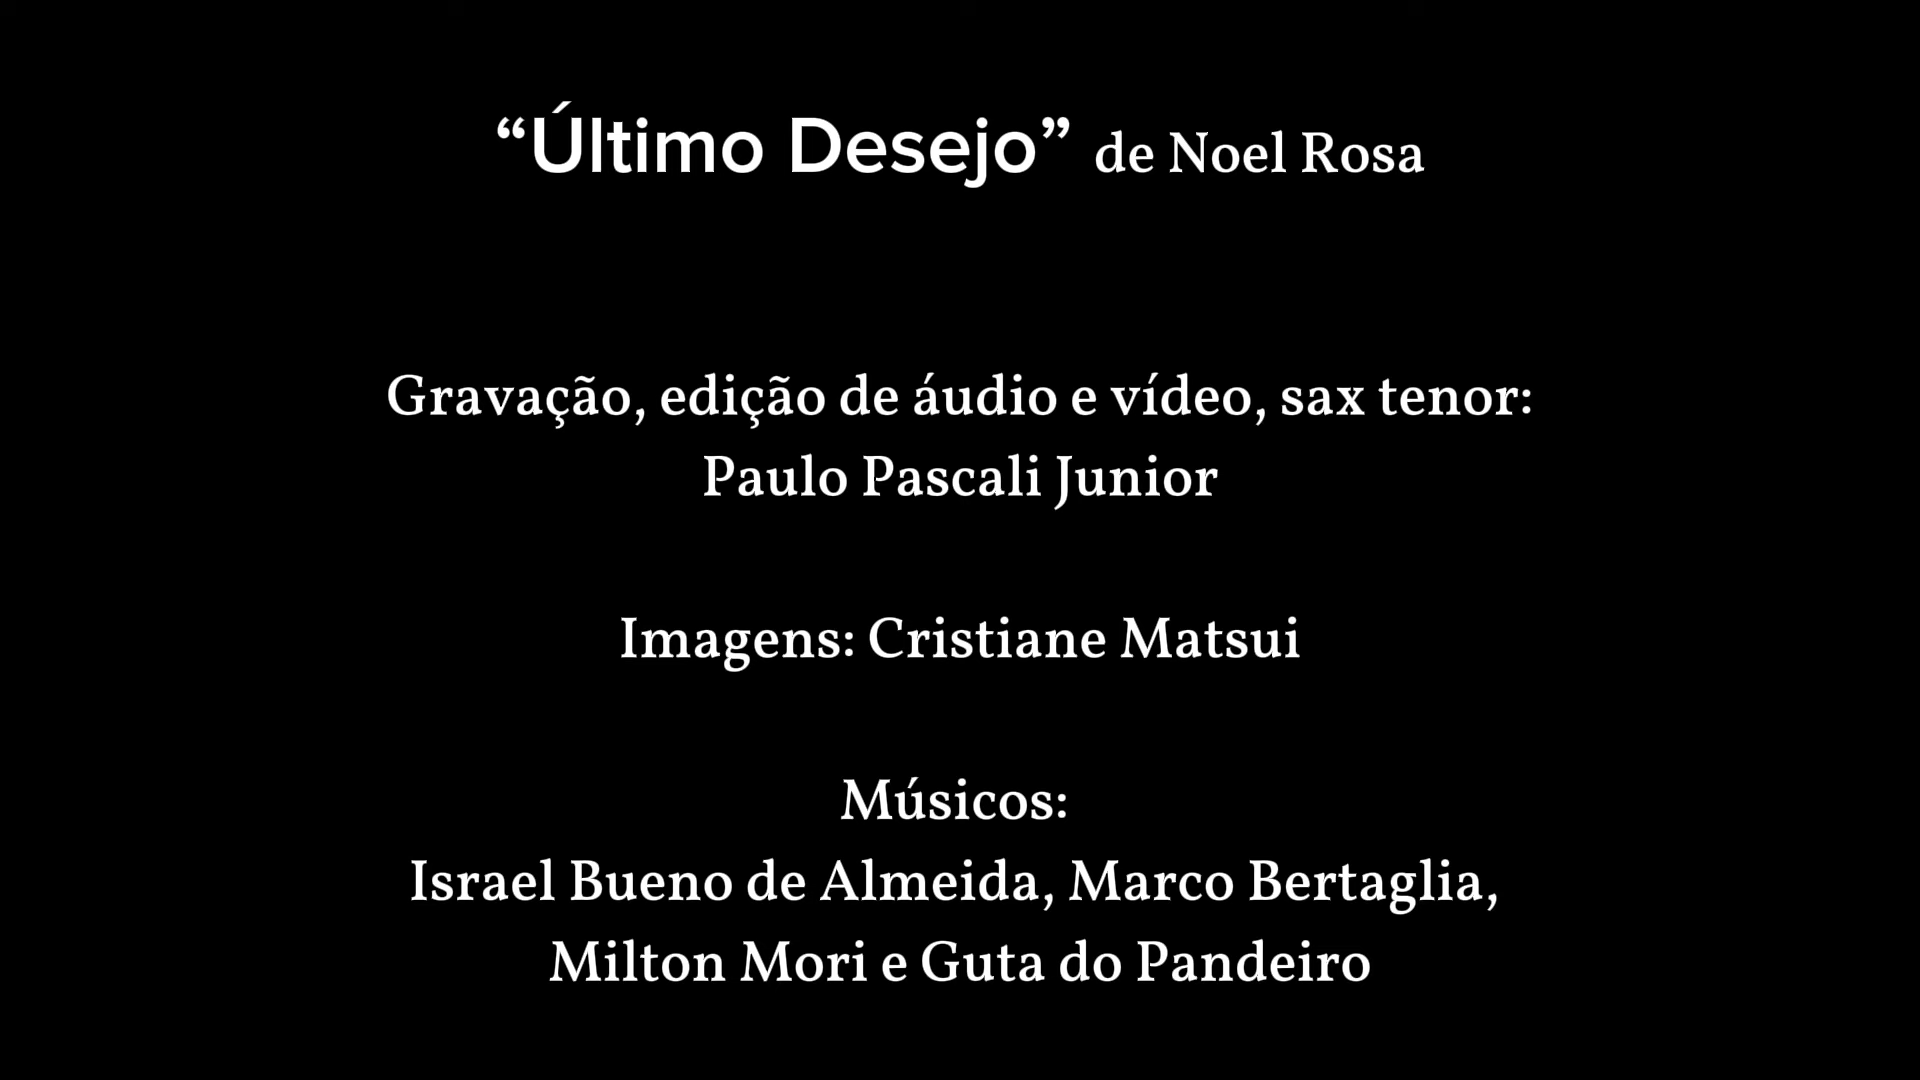 “Último Desejo” de Noel Rosa
Gravação, edição de áudio e vídeo, sax tenor:
Paulo Pascali Junior
Imagens: Cristiane Matsui
Músicos:
Israel Bueno de Almeida, Marco Bertaglia,
Milton Mori e Guta do Pandeiro